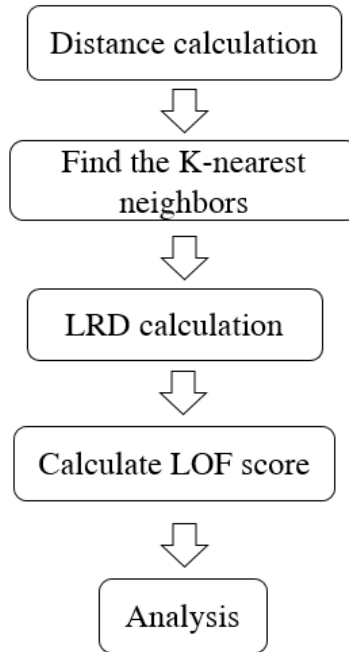 Distance calculation
Find the K-nearest
neighbors
LRD calculation
Calculate LOF score
Analysis